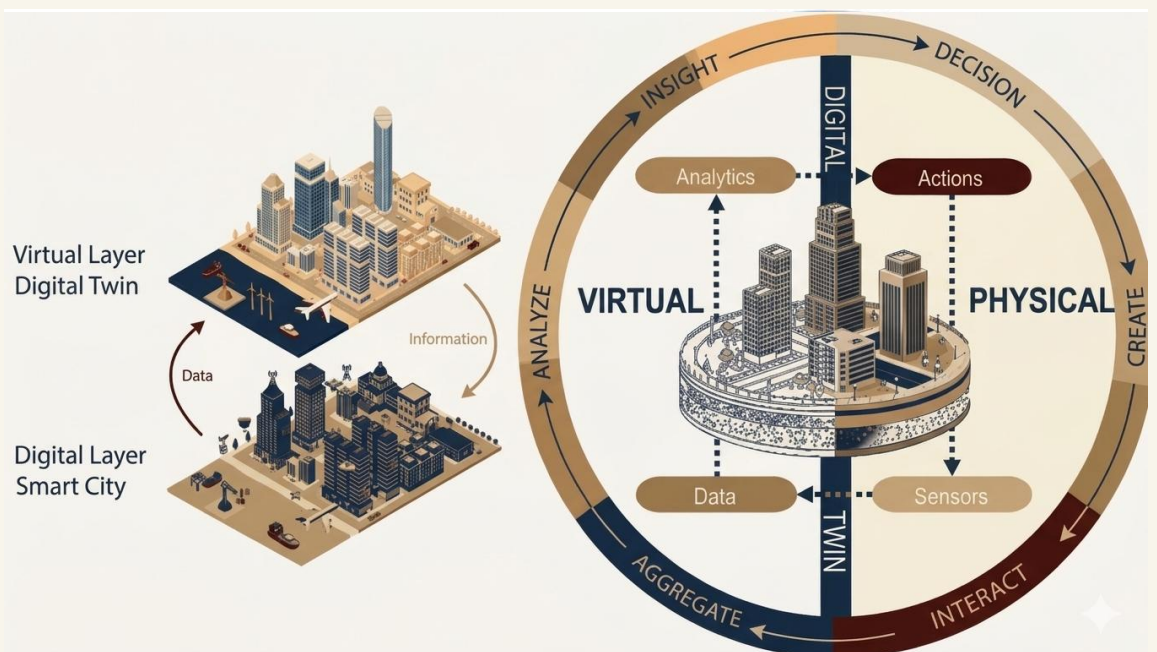 Virtual Layer
Digital Twin
Data
Information
Digital Layer
Smart City
INSIGHT
DECISION
CREATE
INTERACT
AGGREGATE
ANALYZE
DIGITAL
TWIN
Analytics
Actions
VIRTUAL
PHYSICAL
Data
Sensors